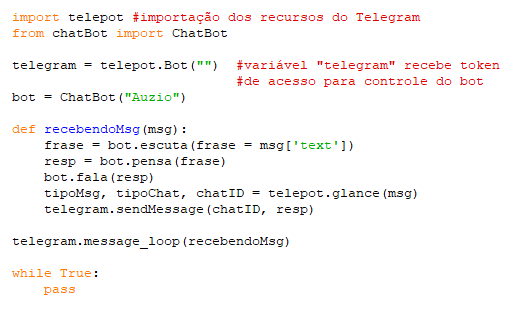 import telepot #importação dos recursos do Telegram
from chatBot import ChatBot
telegram = telepot.Bot("")  #variável "telegram" recebe token
#de acesso para controle do bot
bot = ChatBot("Auzio")
def recebendoMsg(msg):
    frase = bot.escuta(frase = msg['text'])
    resp = bot.pensa(frase)
    bot.fala(resp)
    tipoMsg, tipoChat, chatID = telepot.glance(msg)
    telegram.sendMessage(chatID, resp)
telegram.message_loop(recebendoMsg)
while True:
    pass